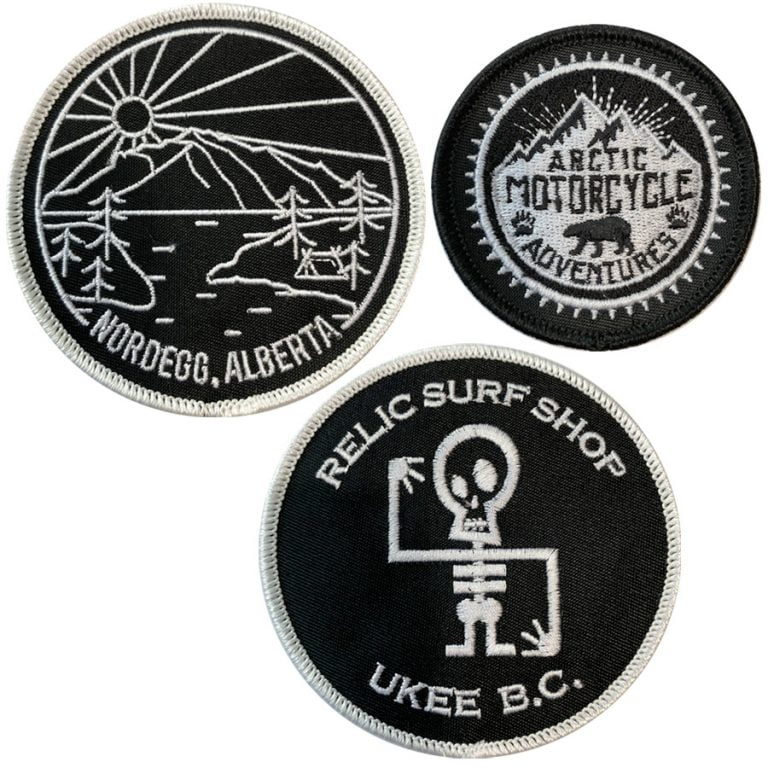 NORDEGG, ALBERTA
ARCTIC
MOTORCYCLE
ADVENTURES
RELIC SURF SHOP
UKEE B.C.